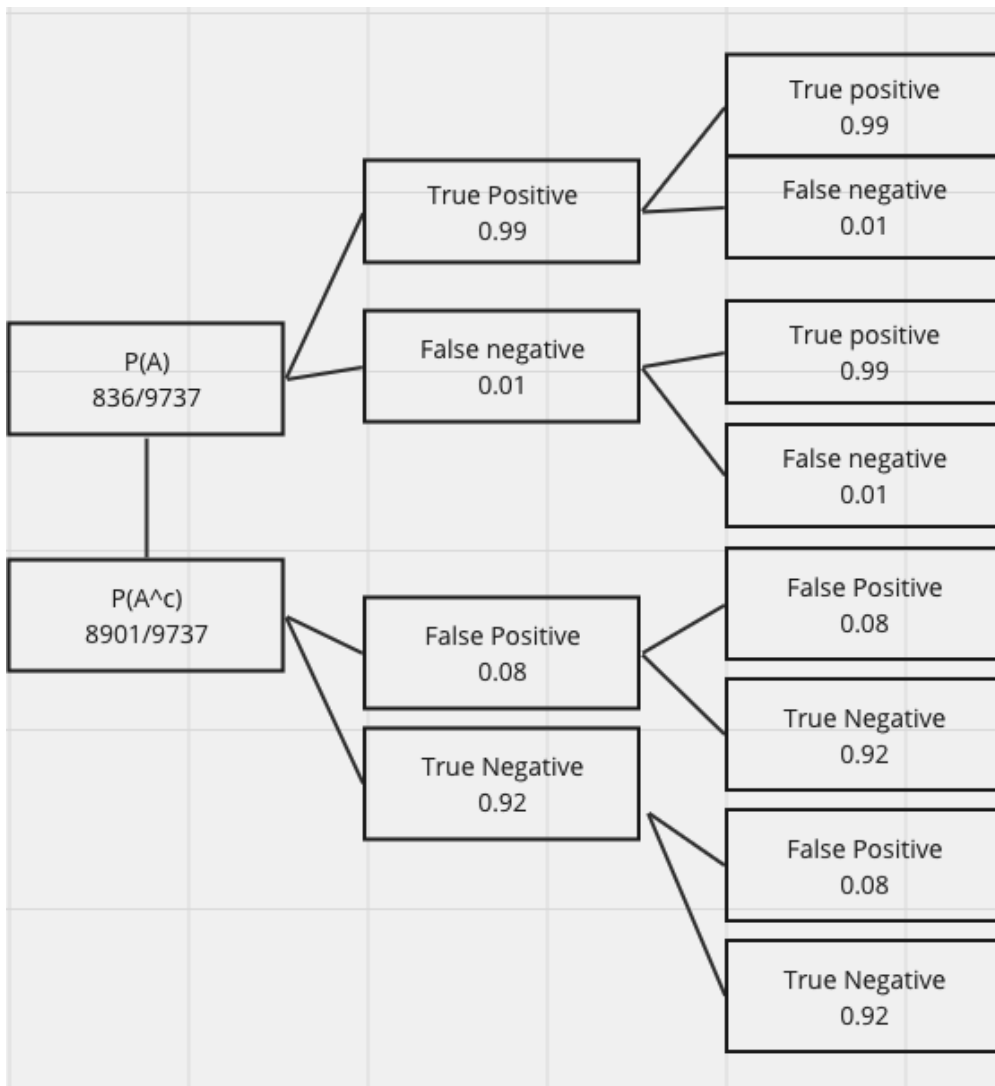 P(A)
836/9737
P(A^c)
8901/9737
True Positive
0.99
False negative
0.01
False Positive
0.08
True Negative
0.92
True positive
0.99
False negative
0.01
True positive
0.99
False negative
0.01
False Positive
0.08
True Negative
0.92
False Positive
0.08
True Negative
0.92